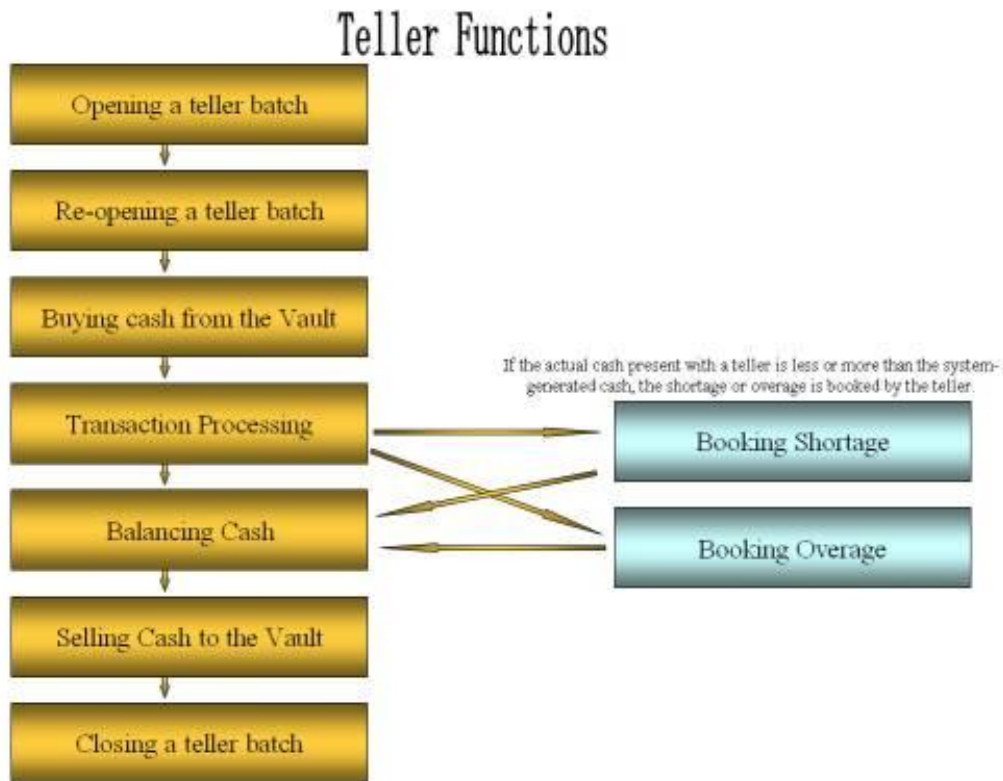 Teller Functions
Opening a teller batch
Re-opening a teller batch
Buying cash from the Vault
If the actual cash present with a teller is less or more than the system-
generated cash, the shortage or overage is booked by the teller.
Transaction Processing
Booking Shortage
Balancing Cash
Booking Overage
Selling Cash to the Vault
Closing a teller batch